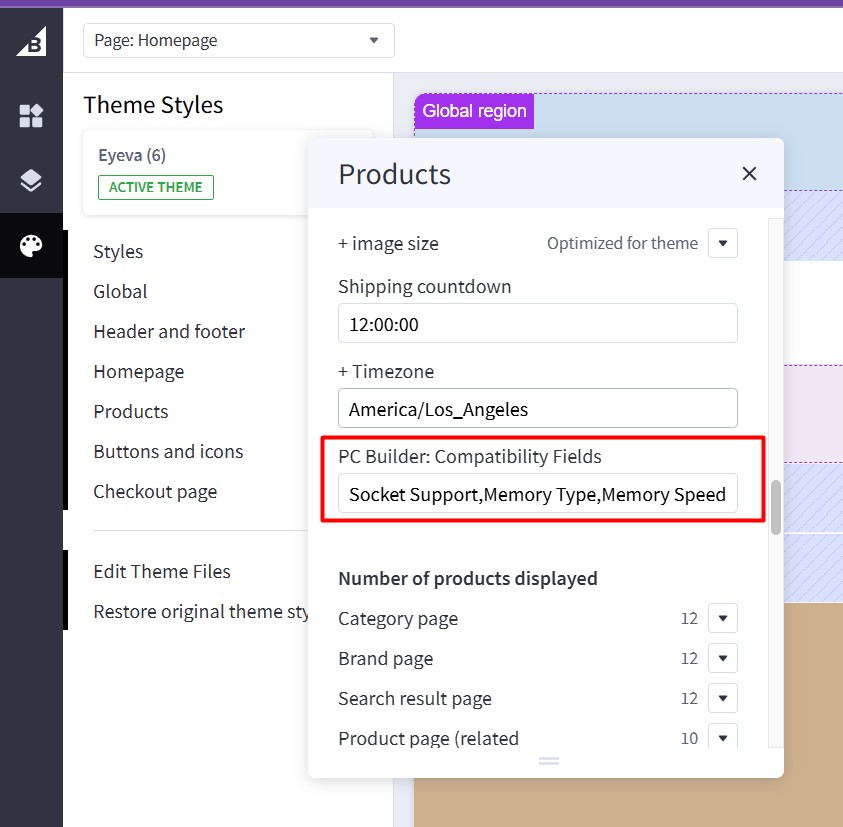 B
Page: Homepage
Theme Styles
Eyeva (6)
ACTIVE THEME
Styles
Global
Header and footer
Homepage
Products
Buttons and icons
Checkout page
Edit Theme Files
Restore original theme sty
Global region
Products
+ image size
Optimized for theme
Shipping countdown
12:00:00
+ Timezone
America/Los_Angeles
PC Builder: Compatibility Fields
Socket Support,Memory Type,Memory Speed
Number of products displayed
Category page 12
Brand page 12
Search result page 12
Product page (related 10